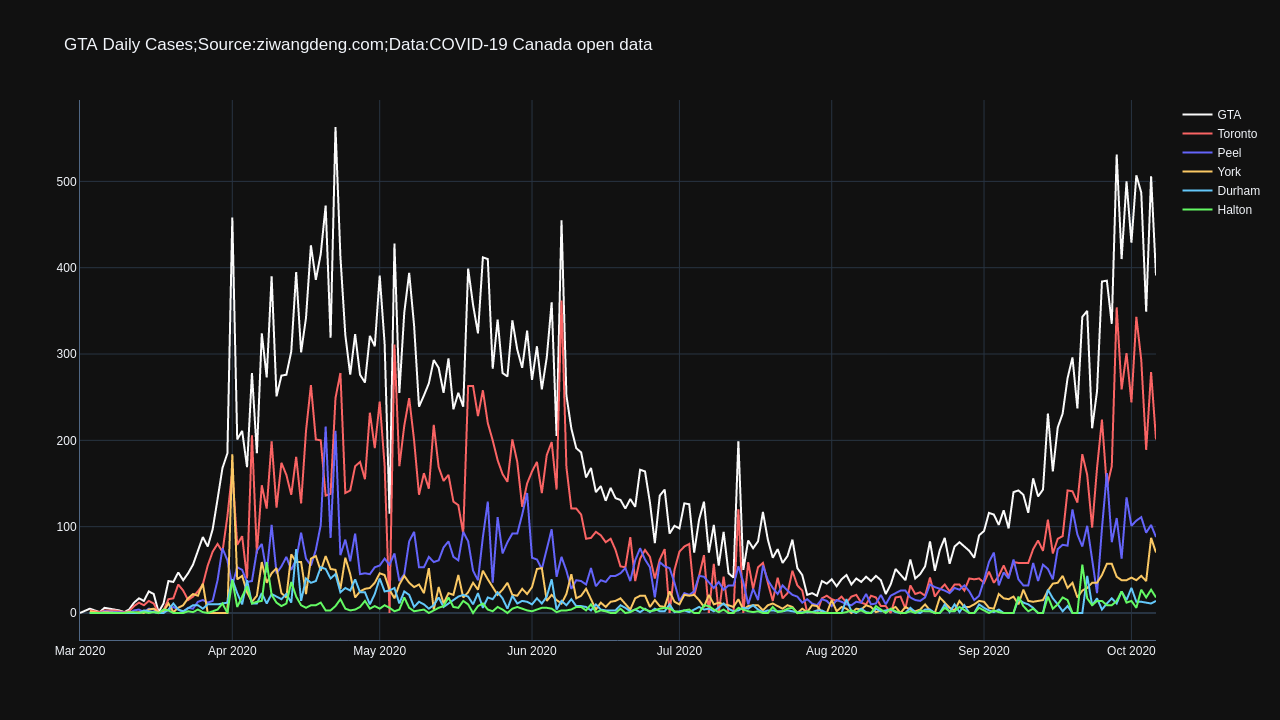 GTA Daily Cases;Source:ziwangdeng.com;Data:COVID-19 Canada open data
GTA
Toronto
Peel
York
Durham
Halton
500
400
300
200
100
0
Mar 2020
Apr 2020
May 2020
Jun 2020
Jul 2020
Aug 2020
Sep 2020
Oct 2020